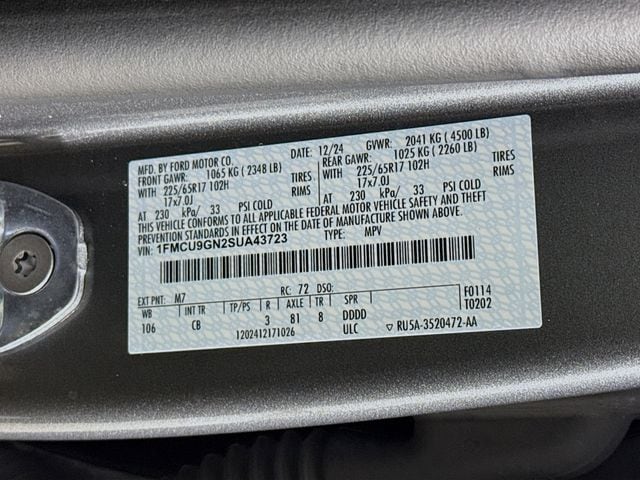 MFD. BY FORD MOTOR CO.
DATE: 12/24 GVWR: 2041 KG ( 4500 LB)
FRONT GAWR: 1065 KG ( 2348 LB)
REAR GAWR: 1025 KG ( 2260 LB)
WITH 225/65R17 102H TIRES
WITH 225/65R17 102H TIRES
17x7.0J RIMS
17x7.0J RIMS
AT 230 kPa/ 33 PSI COLD
AT 230 kPa/ 33 PSI COLD
THIS VEHICLE CONFORMS TO ALL APPLICABLE FEDERAL MOTOR VEHICLE SAFETY AND THEFT
PREVENTION STANDARDS IN EFFECT ON THE DATE OF MANUFACTURE SHOWN ABOVE.
VIN: 1FMCU9GN2SUA43723
TYPE: MPV
EXT PNT: M7 RC: 72 DSO: F0114
WB INT TR TP/PS R AXLE TR SPR T0202
106 CB 3 81 8 DDDD
1202412171026 ULC RU5A-3520472-AA